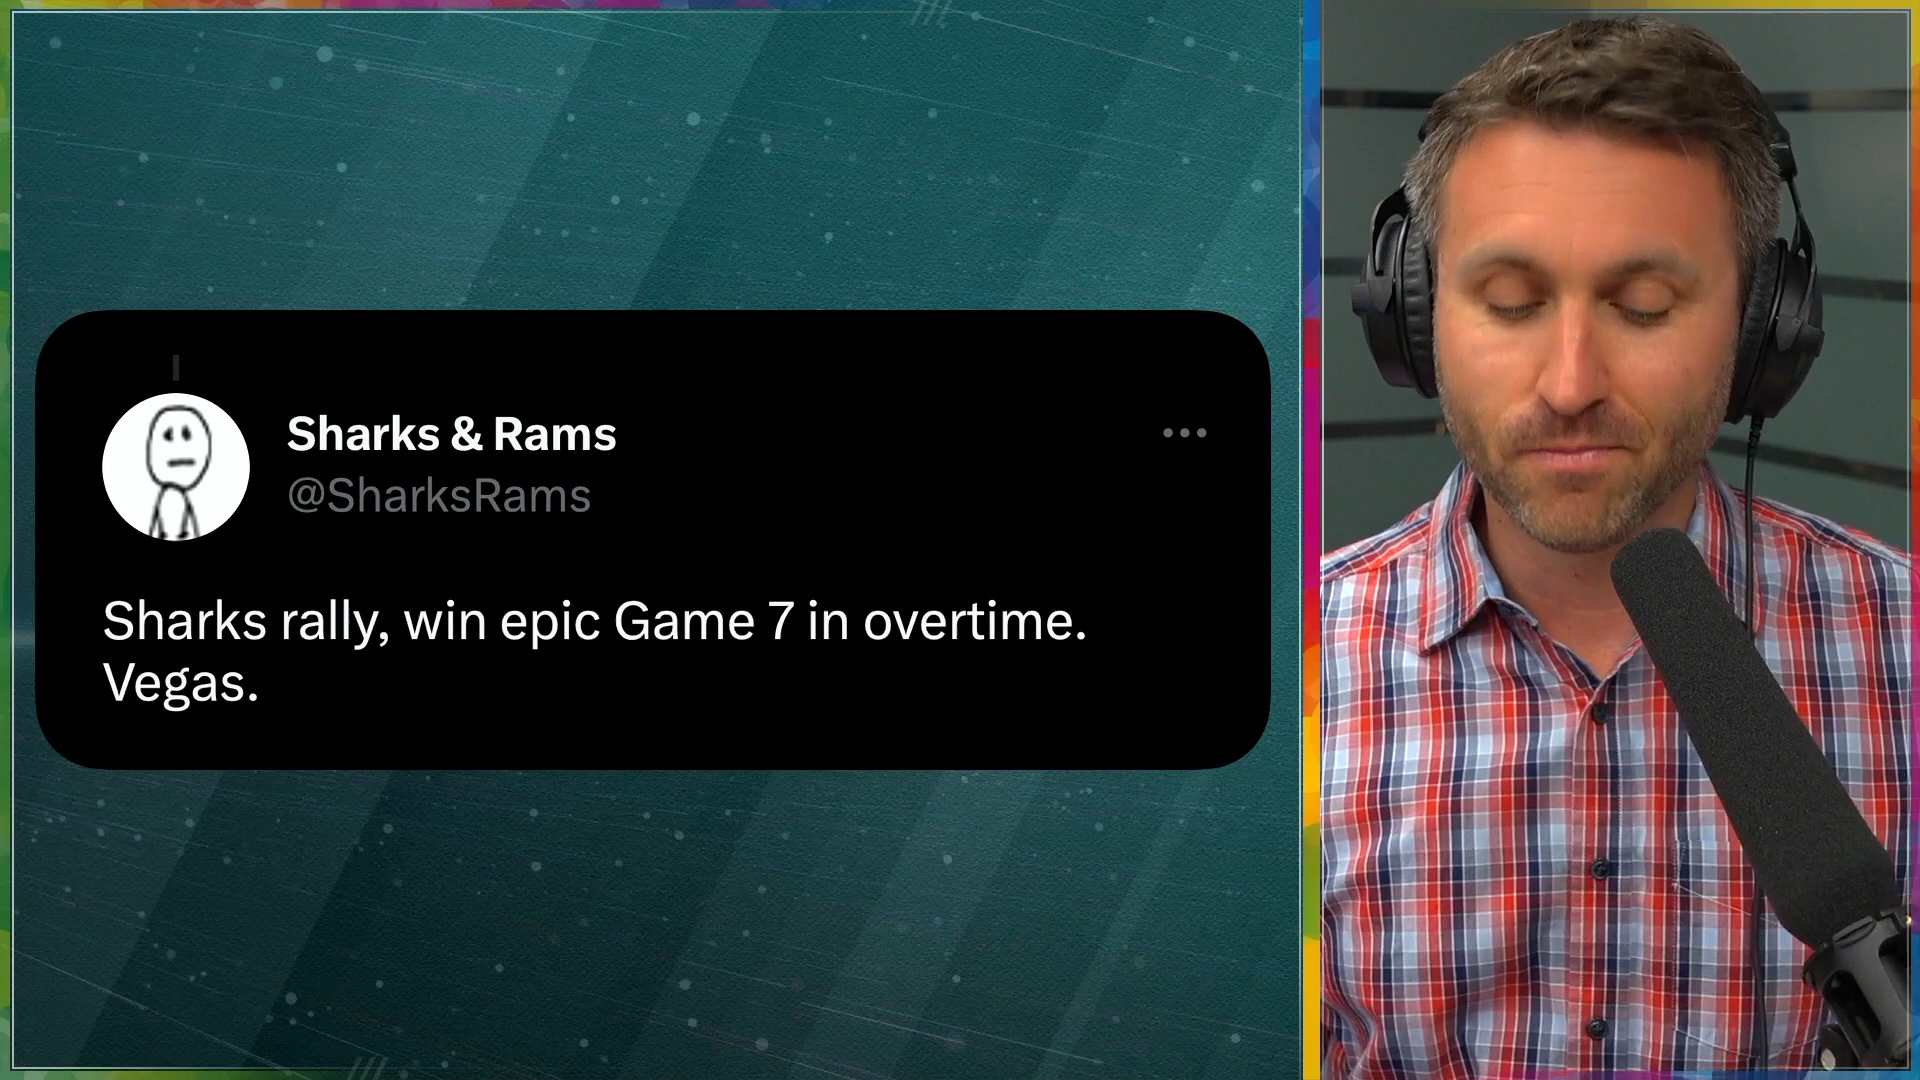 Sharks & Rams
@SharksRams
Sharks rally, win epic Game 7 in overtime.
Vegas.